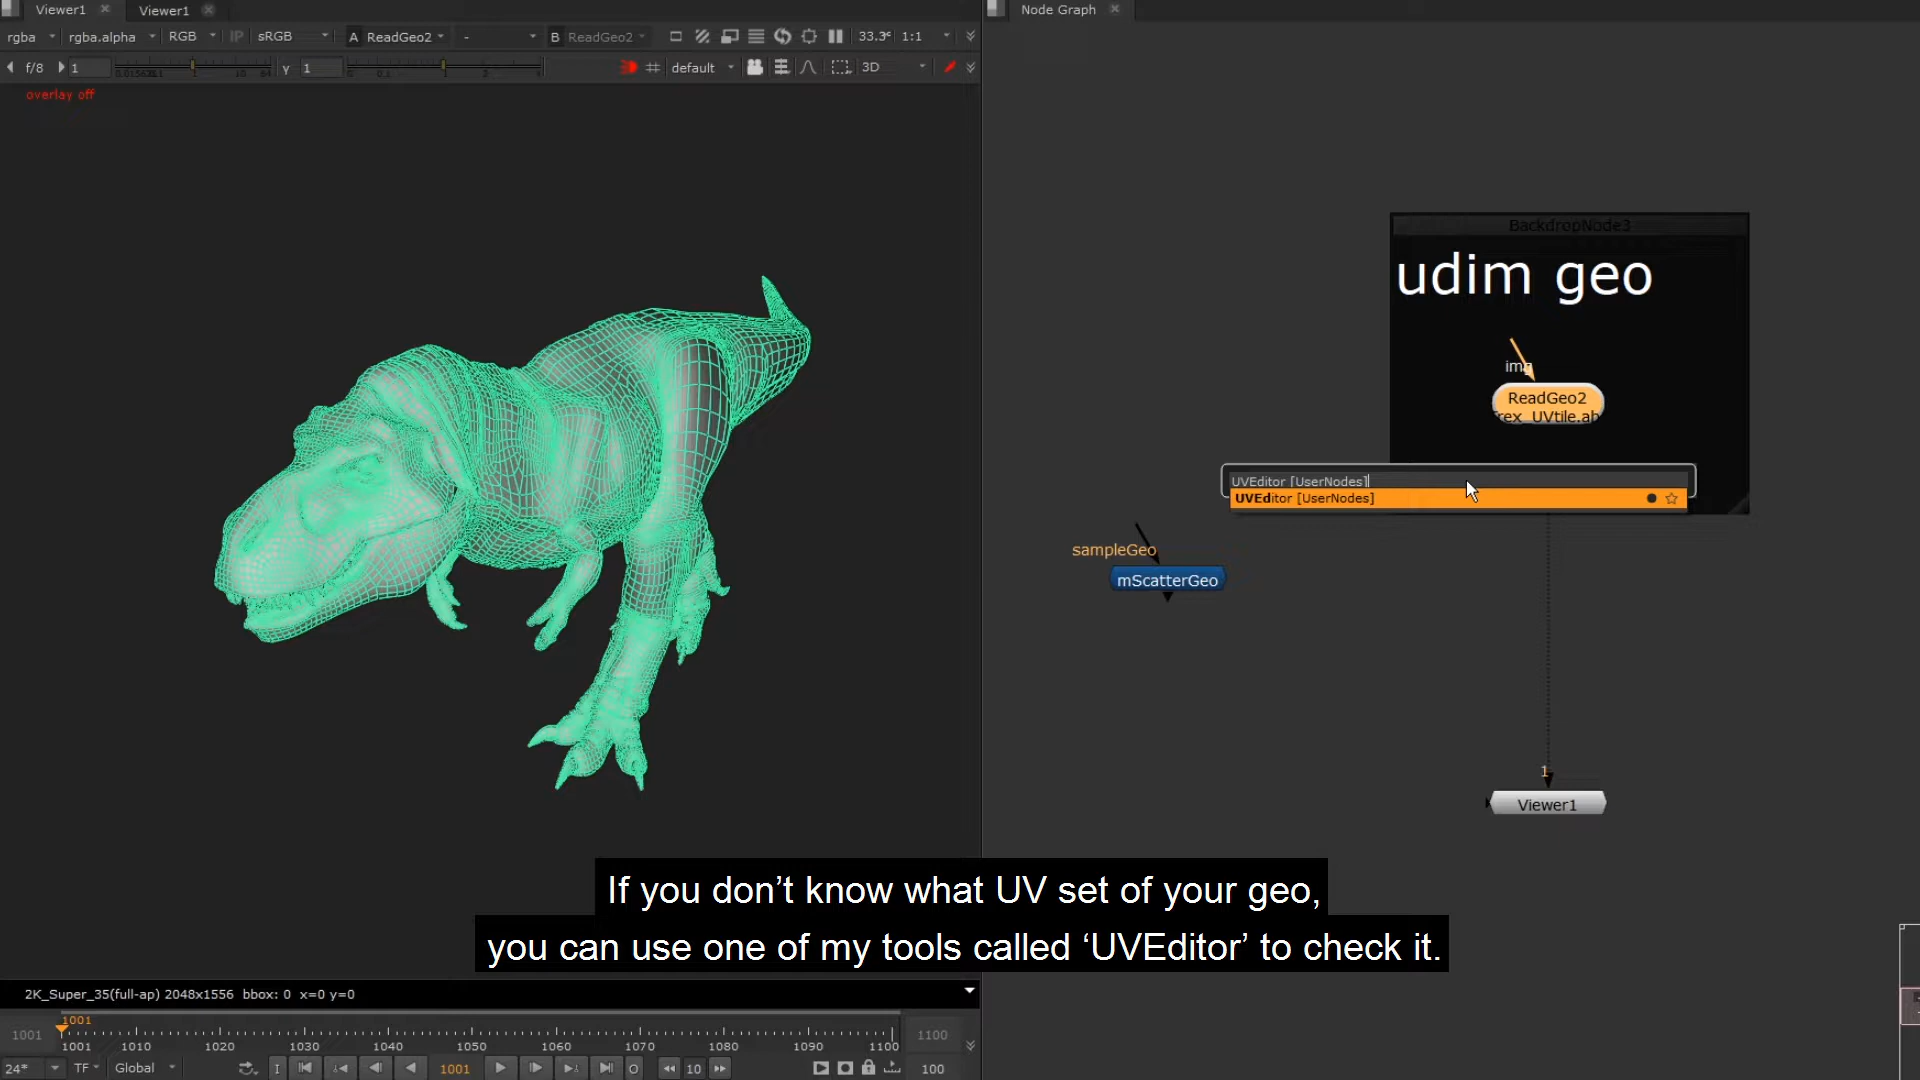 Viewer1
Viewer1
Node Graph
rgba
rgba.alpha
RGB
IP
sRGB
A ReadGeo2
-
B ReadGeo2
1:1
f/8
1
y
1
default
3D
overlay off
BackdropNode3
udim geo
img
ReadGeo2
UVEditor [UserNodes]
UVEditor [UserNodes]
sampleGeo
mScatterGeo
1
Viewer1
If you don’t know what UV set of your geo,
you can use one of my tools called ‘UVEditor’ to check it.
2K_Super_35(full-ap) 2048x1556 bbox: 0 x=0 y=0
1001
1001
1001 1010 1020 1030 1040 1050 1060 1070 1080 1090 1100
1100
24*
TF
Global
I
1001
O
10
100